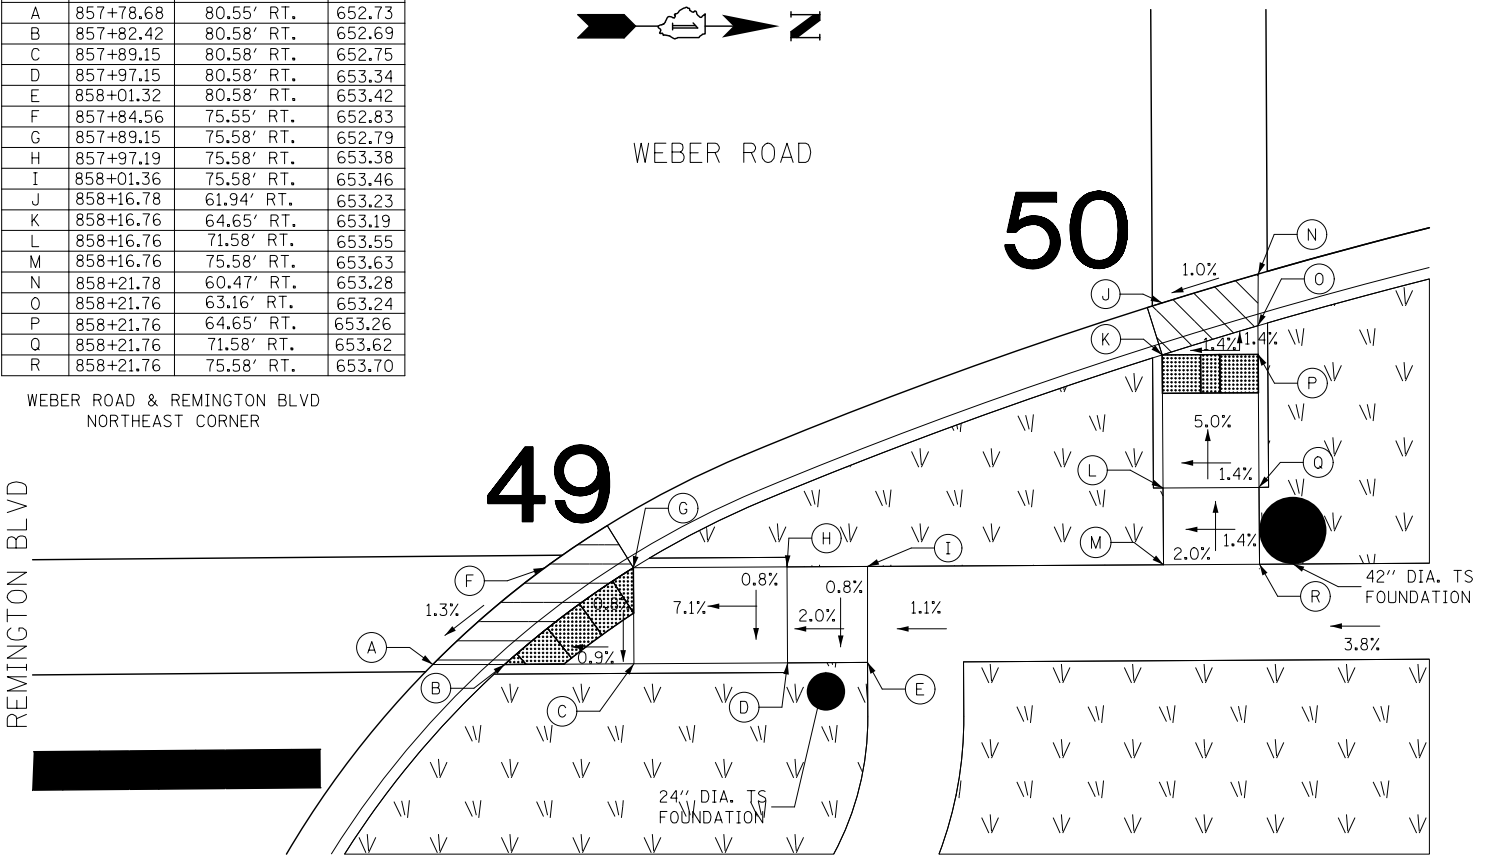 A 857+78.68 80.55' RT. 652.73
B 857+82.42 80.58' RT. 652.69
C 857+89.15 80.58' RT. 652.75
D 857+97.15 80.58' RT. 653.34
E 858+01.32 80.58' RT. 653.42
F 857+84.56 75.55' RT. 652.83
G 857+89.15 75.58' RT. 652.79
H 857+97.19 75.58' RT. 653.38
I 858+01.36 75.58' RT. 653.46
J 858+16.78 61.94' RT. 653.23
K 858+16.76 64.65' RT. 653.19
L 858+16.76 71.58' RT. 653.55
M 858+16.76 75.58' RT. 653.63
N 858+21.78 60.47' RT. 653.28
O 858+21.76 63.16' RT. 653.24
P 858+21.76 64.65' RT. 653.26
Q 858+21.76 71.58' RT. 653.62
R 858+21.76 75.58' RT. 653.70
WEBER ROAD & REMINGTON BLVD
NORTHEAST CORNER
N
WEBER ROAD
50
N
1.0%
O
J
K
1.4%
1.4%
P
5.0%
L
1.4%
Q
49
G
M
2.0%
1.4%
R
42" DIA. TS
FOUNDATION
3.8%
REMINGTON BLVD
H
I
F
0.8%
0.8%
1.3%
7.1%
2.0%
1.1%
A
0.9%
B
C
D
E
24" DIA. TS
FOUNDATION